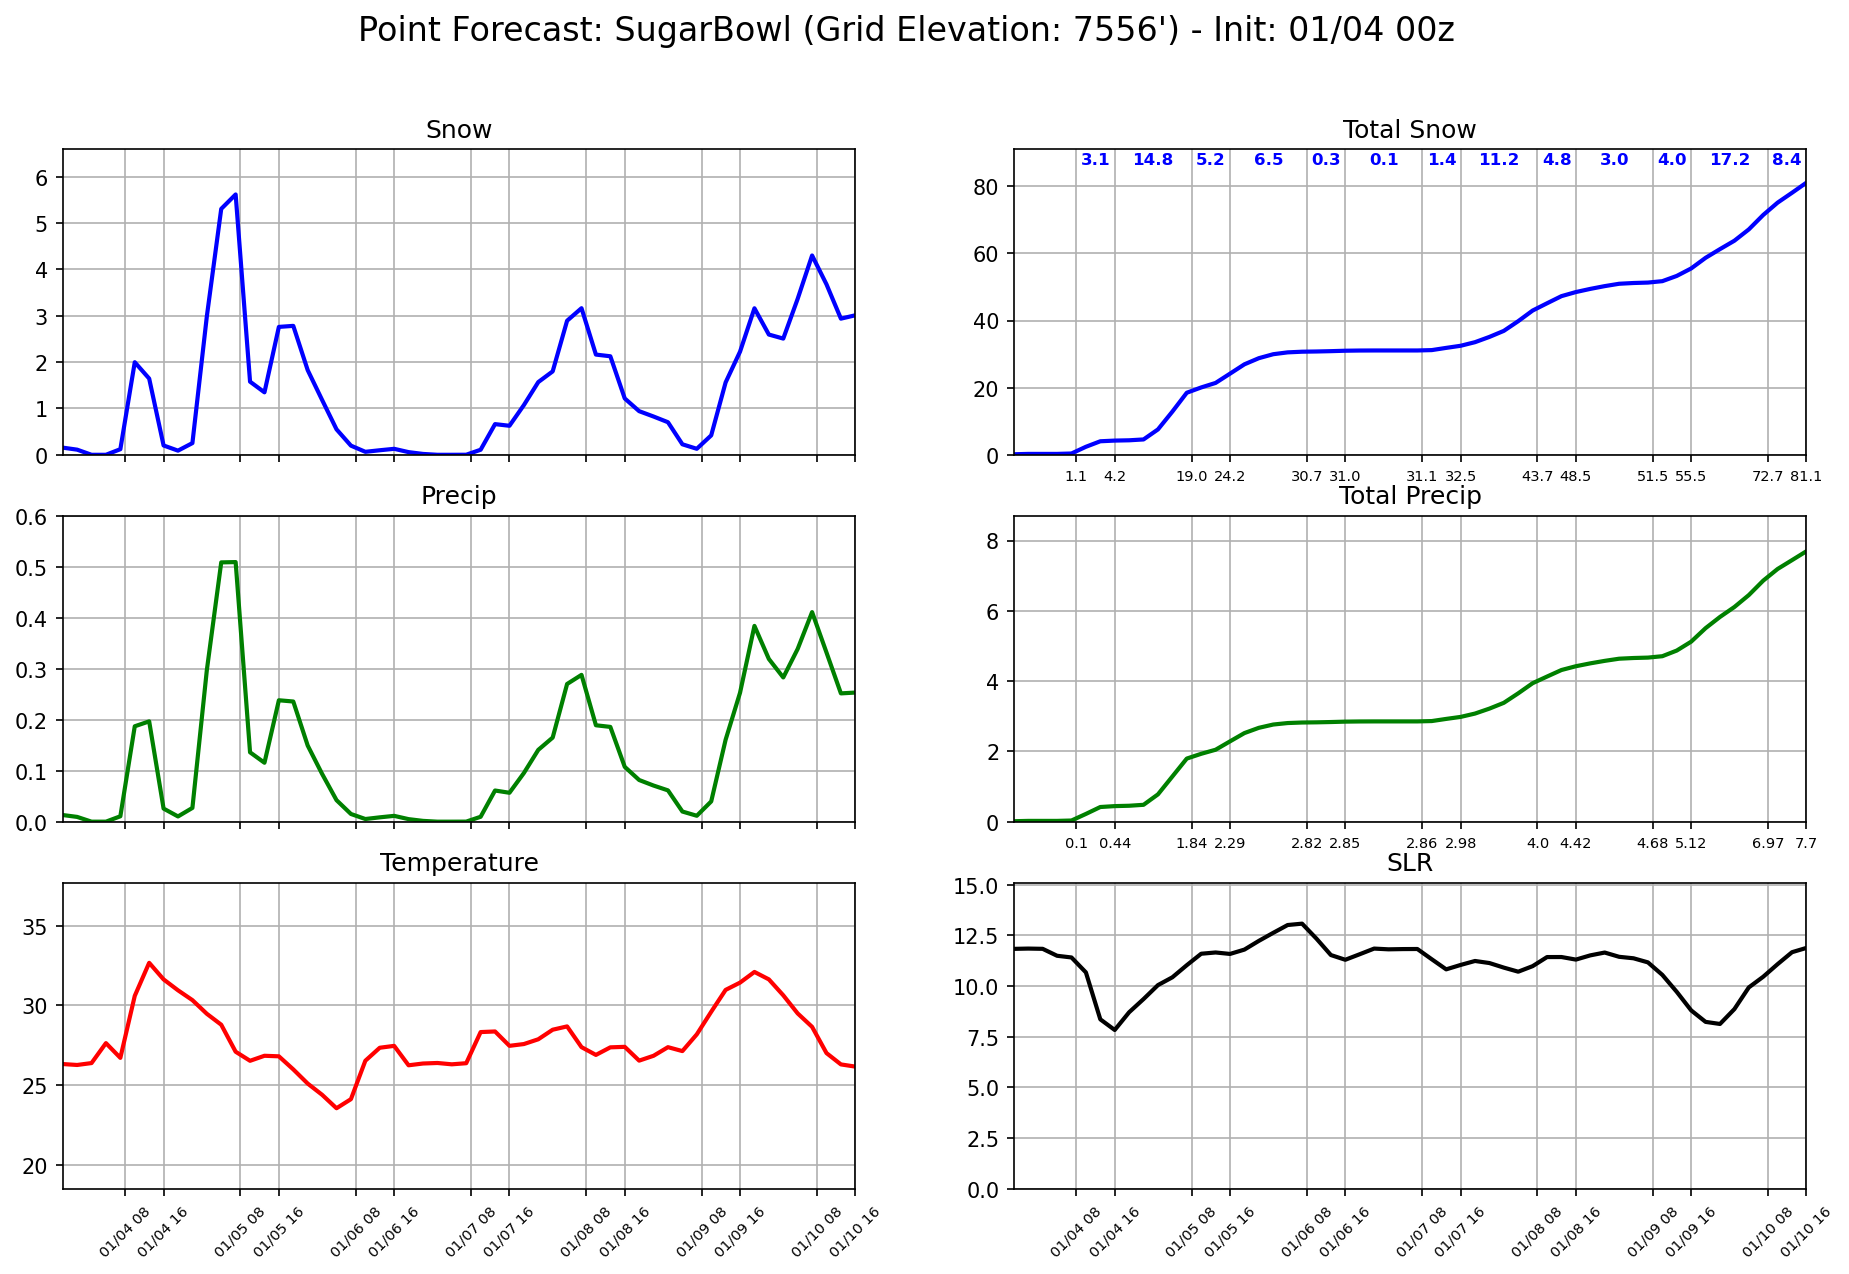 Point Forecast: SugarBowl (Grid Elevation: 7556') - Init: 01/04 00z
Snow
6
5
4
3
2
1
0
Total Snow
3.1 14.8 5.2 6.5 0.3 0.1 1.4 11.2 4.8 3.0 4.0 17.2 8.4
80
60
40
20
0
1.1 4.2 19.0 24.2 30.7 31.0 31.1 32.5 43.7 48.5 51.5 55.5 72.7 81.1
Precip
0.6
0.5
0.4
0.3
0.2
0.1
0.0
Total Precip
8
6
4
2
0
0.1 0.44 1.84 2.29 2.82 2.85 2.86 2.98 4.0 4.42 4.68 5.12 6.97 7.7
Temperature
35
30
25
20
01/04 08 01/04 16 01/05 08 01/05 16 01/06 08 01/06 16 01/07 08 01/07 16 01/08 08 01/08 16 01/09 08 01/09 16 01/10 08 01/10 16
SLR
15.0
12.5
10.0
7.5
5.0
2.5
0.0
01/04 08 01/04 16 01/05 08 01/05 16 01/06 08 01/06 16 01/07 08 01/07 16 01/08 08 01/08 16 01/09 08 01/09 16 01/10 08 01/10 16